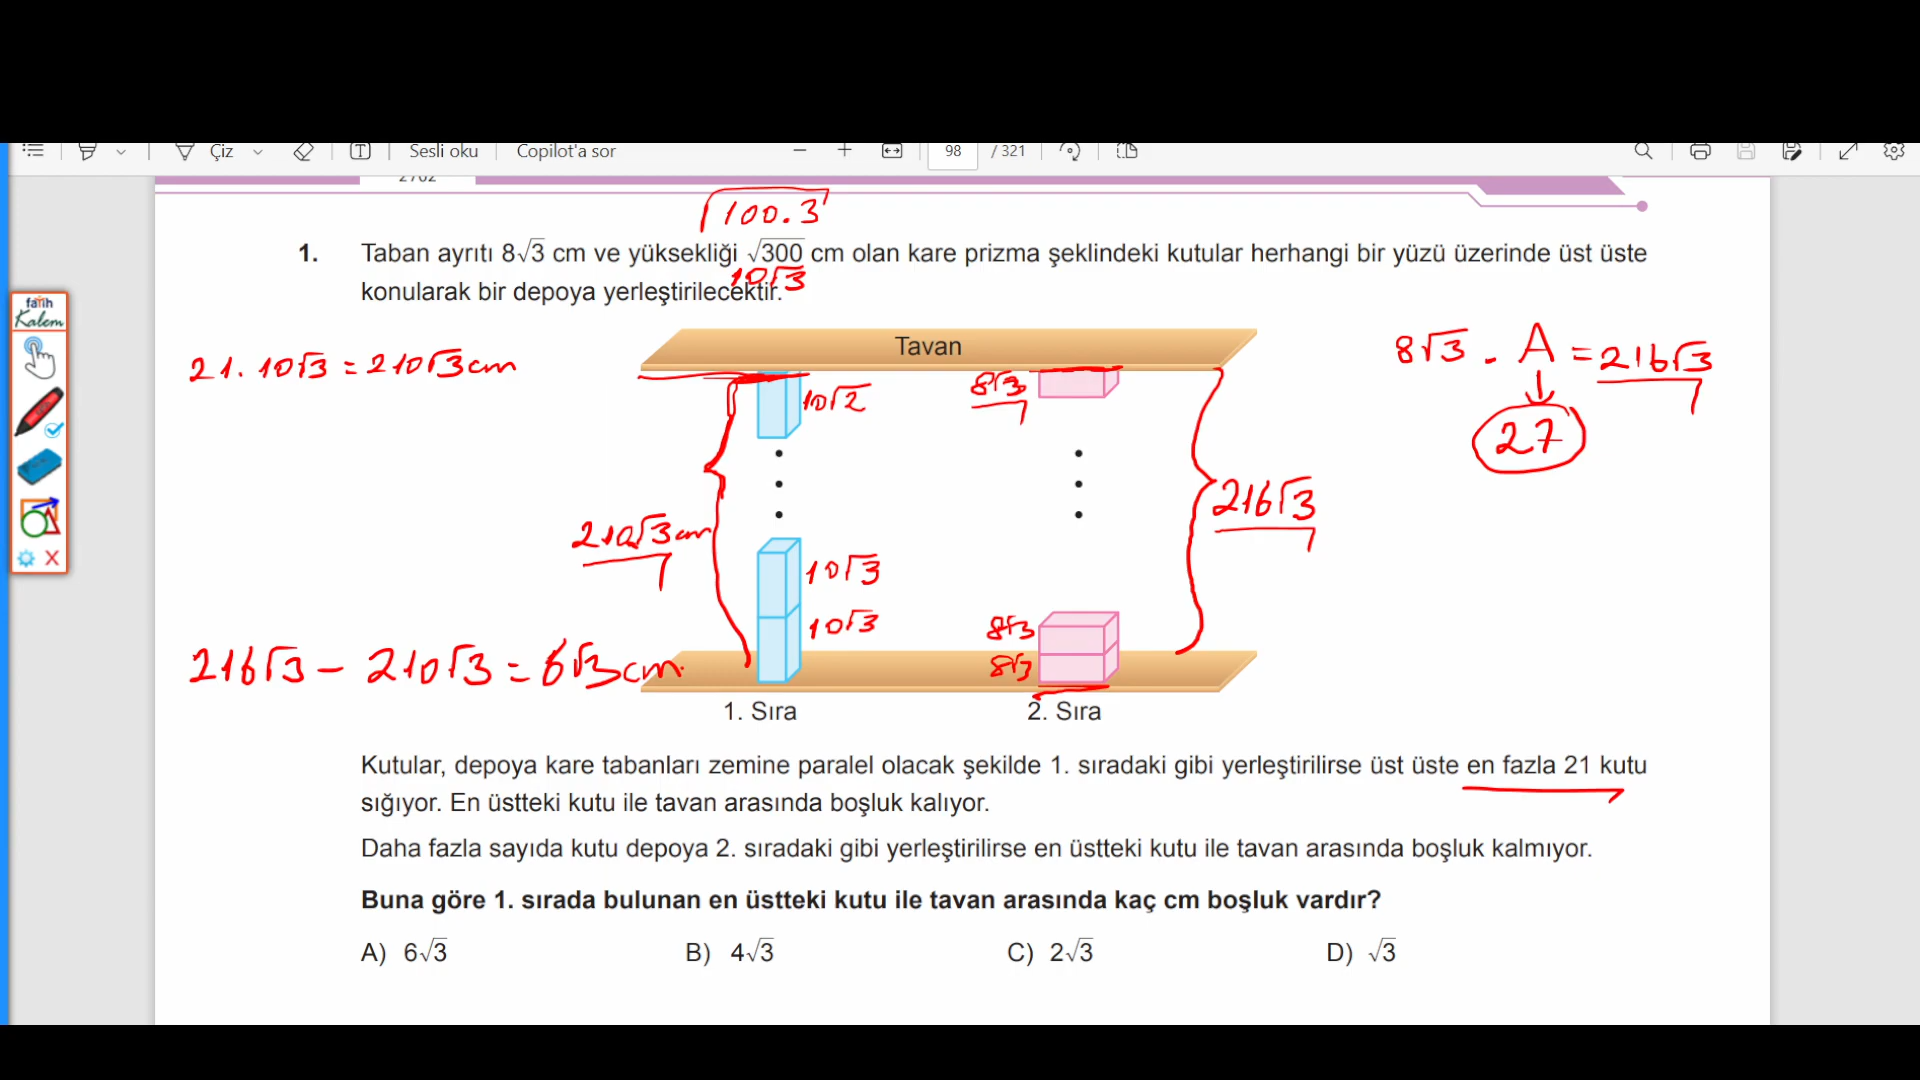 Çiz
Sesli oku
Copilot'a sor
98 / 321
2762
√100.3
1. Taban ayrıtı 8√3 cm ve yüksekliği √300 cm olan kare prizma şeklindeki kutular herhangi bir yüzü üzerinde üst üste
10√3
konularak bir depoya yerleştirilecektir.
fatih
Kalem
Tavan
21. 10√3 = 210√3 cm
8√3 . A = 216√3
27
10√2
8√3
210√3 cm
216√3
10√3
10√3
8√3
8√3
216√3 - 210√3 = 6√3 cm.
1. Sıra
2. Sıra
Kutular, depoya kare tabanları zemine paralel olacak şekilde 1. sıradaki gibi yerleştirilirse üst üste en fazla 21 kutu
sığıyor. En üstteki kutu ile tavan arasında boşluk kalıyor.
Daha fazla sayıda kutu depoya 2. sıradaki gibi yerleştirilirse en üstteki kutu ile tavan arasında boşluk kalmıyor.
Buna göre 1. sırada bulunan en üstteki kutu ile tavan arasında kaç cm boşluk vardır?
A) 6√3 B) 4√3 C) 2√3 D) √3